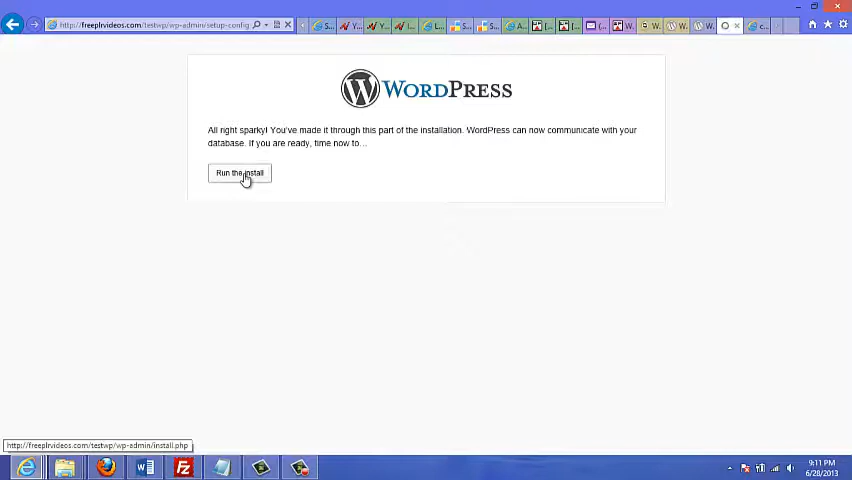 http://freeplrvideos.com/testwp/wp-admin/setup-config
S...
Y...
Y...
I...
L...
S...
S...
A...
[...
[...
(...
W.
W.
W..
W..
c...
WORDPRESS
All right sparky! You've made it through this part of the installation. WordPress can now communicate with your
database. If you are ready, time now to...
Run the install
http://freeplrvideos.com/testwp/wp-admin/install.php
9:11 PM
6/28/2013